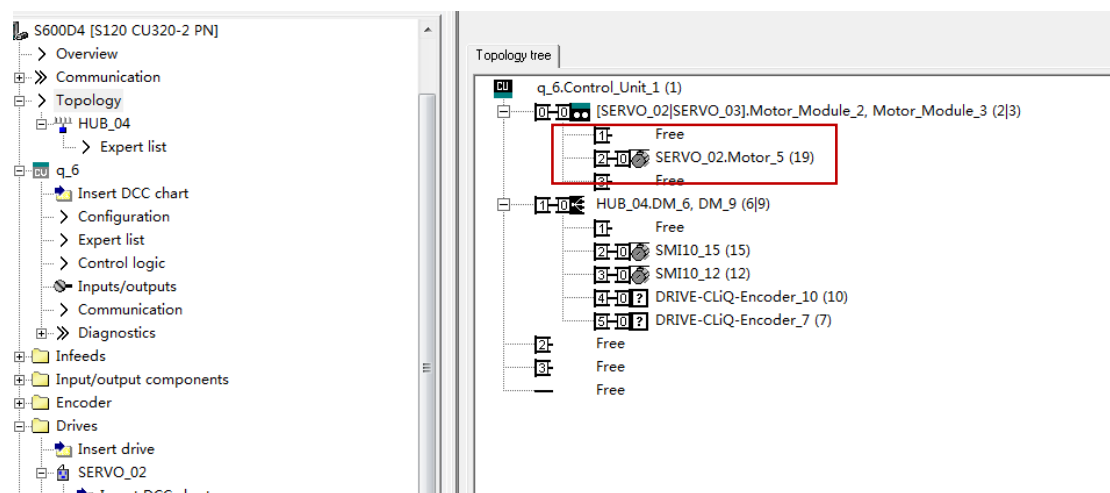 S600D4 [S120 CU320-2 PN]
Overview
Communication
Topology
HUB_04
Expert list
CU q_6
Insert DCC chart
Configuration
Expert list
Control logic
Inputs/outputs
Communication
Diagnostics
Infeeds
Input/output components
Encoder
Drives
Insert drive
SERVO_02
Topology tree
CU q_6.Control_Unit_1 (1)
0 0 [SERVO_02|SERVO_03].Motor_Module_2, Motor_Module_3 (2|3)
1 Free
2 0 SERVO_02.Motor_5 (19)
3 Free
1 0 HUB_04.DM_6, DM_9 (6|9)
1 Free
2 0 SMI10_15 (15)
3 0 SMI10_12 (12)
4 0 ? DRIVE-CLiQ-Encoder_10 (10)
5 0 ? DRIVE-CLiQ-Encoder_7 (7)
2 Free
3 Free
Free